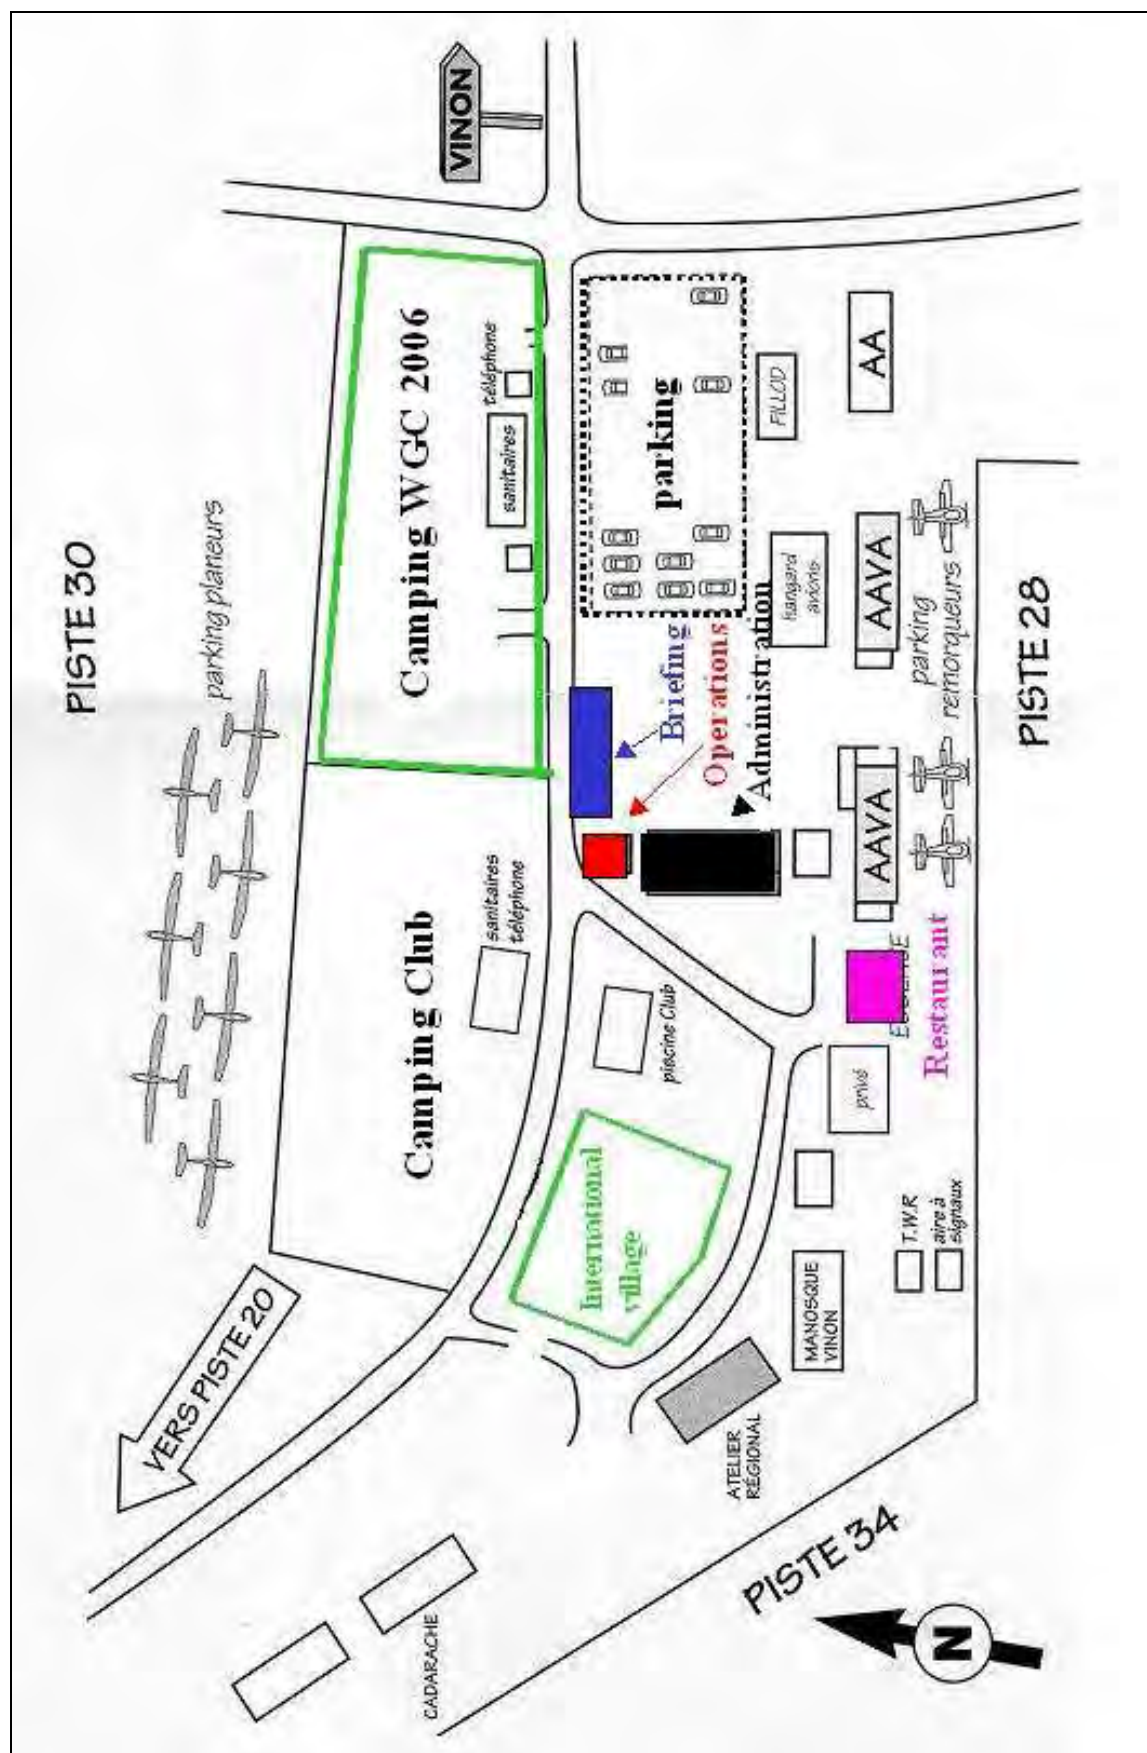 PISTE 30
parking planeurs
VERS PISTE 20
VINON
Camping WGC 2006
téléphone
sanitaires
Camping Club
sanitaires
téléphone
CADARACHE
International
village
piscine Club
Briefing
Operations
Administration
parking
FILLOD
hangard
avions
AA
AAVA
AAVA
parking
remorqueurs
Restaurant
privé
T.W.R
aire à
signaux
MANOSQUE
VINON
ATELIER
RÉGIONAL
PISTE 28
PISTE 34
N